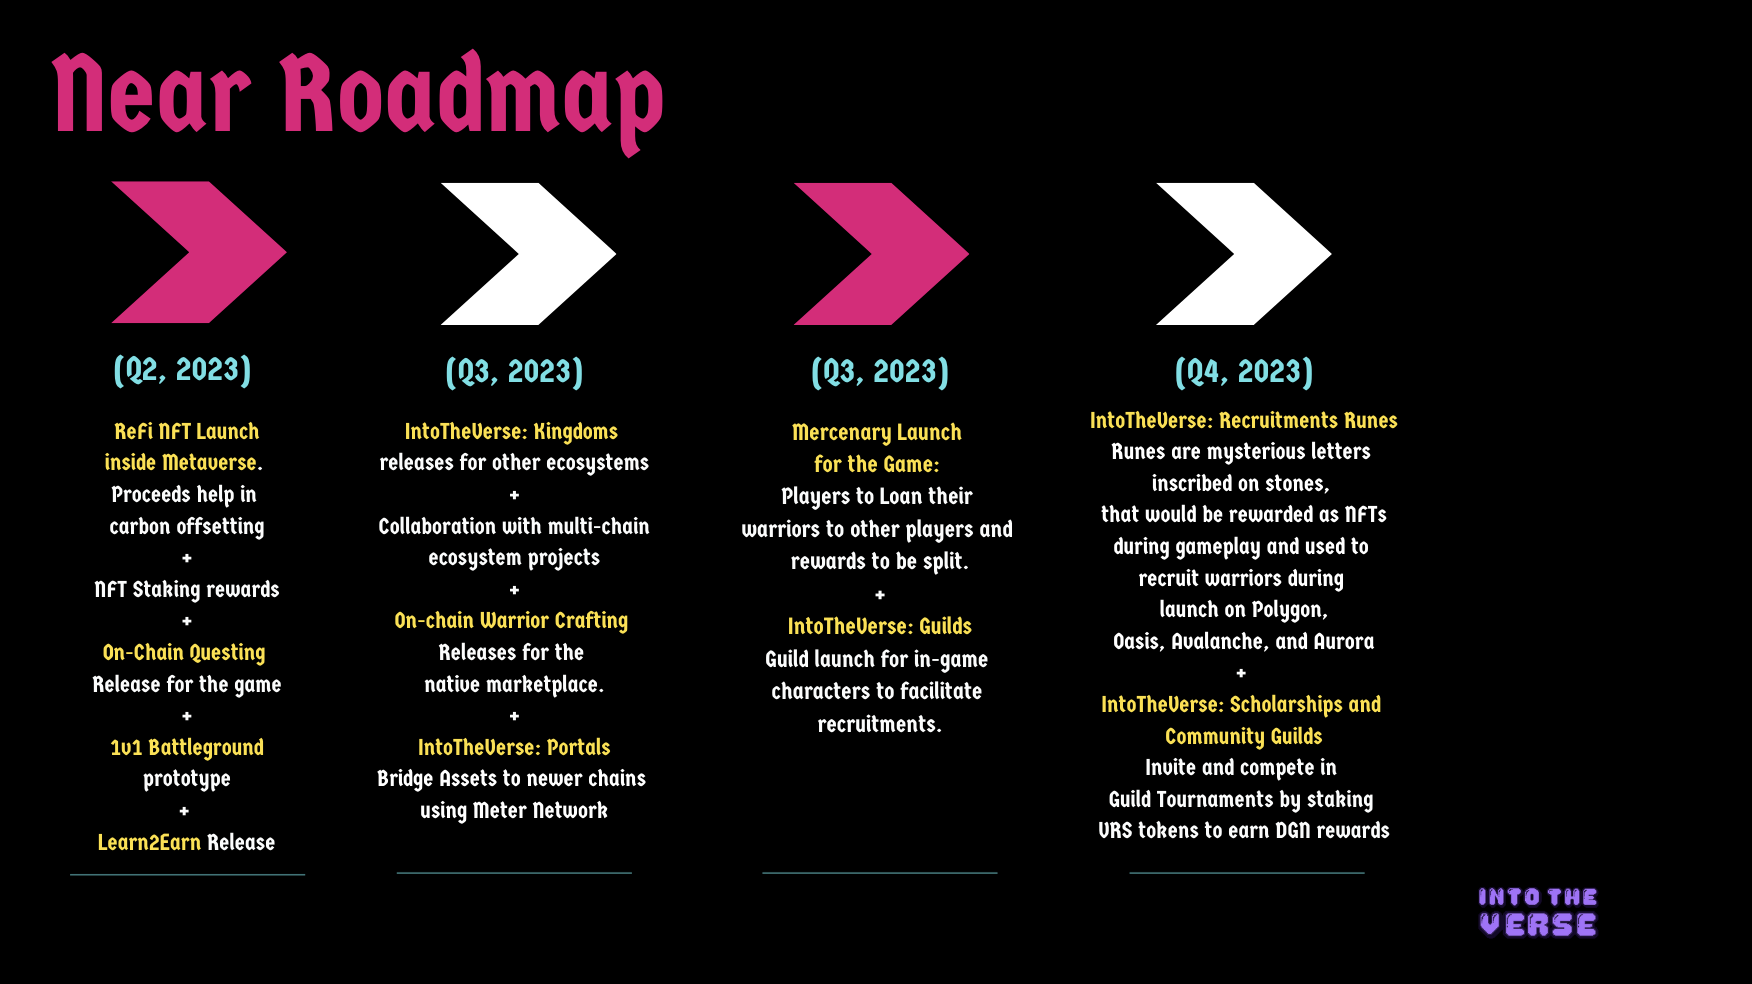 Near Roadmap
(Q2, 2023)
ReFi NFT Launch
inside Metaverse.
Proceeds help in
carbon offsetting
+
NFT Staking rewards
+
On-Chain Questing
Release for the game
+
1v1 Battleground
prototype
+
Learn2Earn Release
(Q3, 2023)
IntoTheVerse: Kingdoms
releases for other ecosystems
+
Collaboration with multi-chain
ecosystem projects
+
On-chain Warrior Crafting
Releases for the
native marketplace.
+
IntoTheVerse: Portals
Bridge Assets to newer chains
using Meter Network
(Q3, 2023)
Mercenary Launch
for the Game:
Players to Loan their
warriors to other players and
rewards to be split.
+
IntoTheVerse: Guilds
Guild launch for in-game
characters to facilitate
recruitments.
(Q4, 2023)
IntoTheVerse: Recruitments Runes
Runes are mysterious letters
inscribed on stones,
that would be rewarded as NFTs
during gameplay and used to
recruit warriors during
launch on Polygon,
Oasis, Avalanche, and Aurora
+
IntoTheVerse: Scholarships and
Community Guilds
Invite and compete in
Guild Tournaments by staking
VRS tokens to earn DGN rewards
INTO THE
VERSE